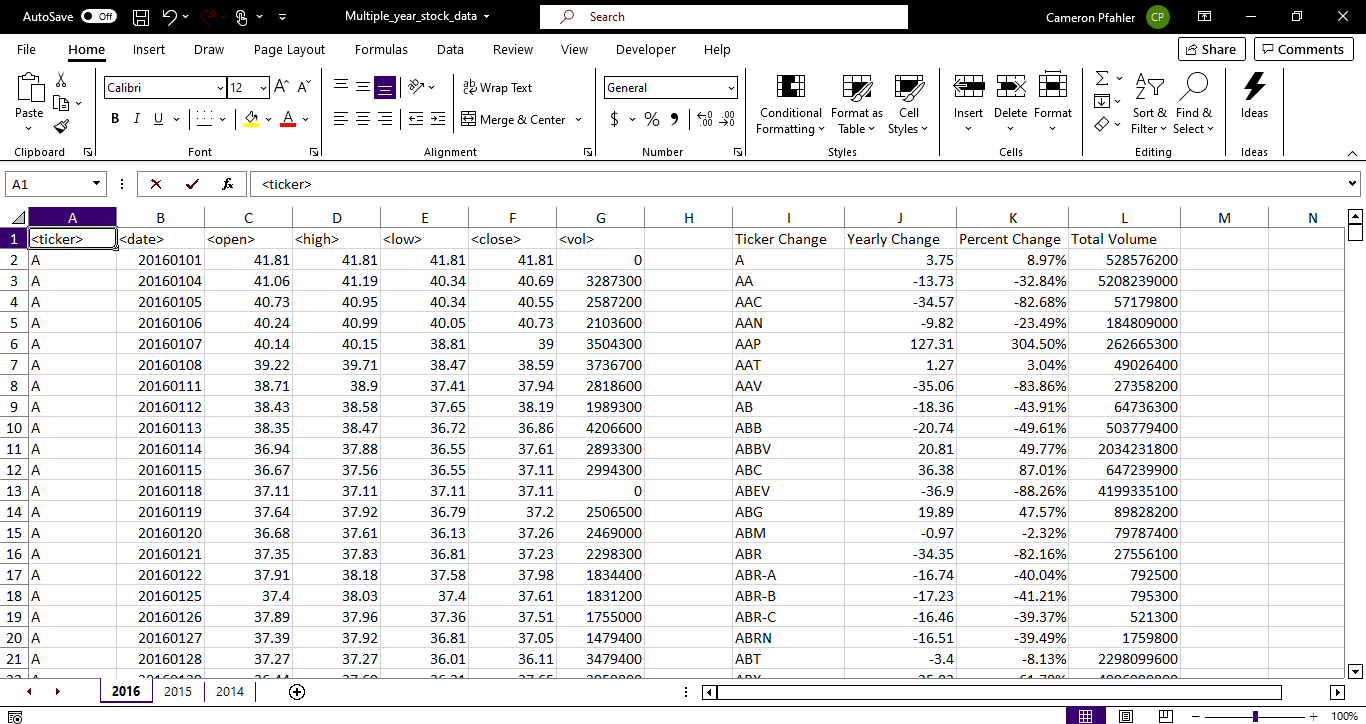 AutoSave Off Multiple_year_stock_data Search Cameron Pfahler CP
File Home Insert Draw Page Layout Formulas Data Review View Developer Help Share Comments
Calibri 12 A A ab Wrap Text General
Paste B I U A Merge & Center $ % Conditional Formatting Format as Table Cell Styles Insert Delete Format Sort & Filter Find & Select Ideas
Clipboard Font Alignment Number Styles Cells Editing Ideas
A1 fx <ticker>
A B C D E F G H I J K L M N
1 <ticker> <date> <open> <high> <low> <close> <vol> Ticker Change Yearly Change Percent Change Total Volume
2 A 20160101 41.81 41.81 41.81 41.81 0 A 3.75 8.97% 528576200
3 A 20160104 41.06 41.19 40.34 40.69 3287300 AA -13.73 -32.84% 5208239000
4 A 20160105 40.73 40.95 40.34 40.55 2587200 AAC -34.57 -82.68% 57179800
5 A 20160106 40.24 40.99 40.05 40.73 2103600 AAN -9.82 -23.49% 184809000
6 A 20160107 40.14 40.15 38.81 39 3504300 AAP 127.31 304.50% 262665300
7 A 20160108 39.22 39.71 38.47 38.59 3736700 AAT 1.27 3.04% 49026400
8 A 20160111 38.71 38.9 37.41 37.94 2818600 AAV -35.06 -83.86% 27358200
9 A 20160112 38.43 38.58 37.65 38.19 1989300 AB -18.36 -43.91% 64736300
10 A 20160113 38.35 38.47 36.72 36.86 4206600 ABB -20.74 -49.61% 503779400
11 A 20160114 36.94 37.88 36.55 37.61 2893300 ABBV 20.81 49.77% 2034231800
12 A 20160115 36.67 37.56 36.55 37.11 2994300 ABC 36.38 87.01% 647239900
13 A 20160118 37.11 37.11 37.11 37.11 0 ABEV -36.9 -88.26% 4199335100
14 A 20160119 37.64 37.92 36.79 37.2 2506500 ABG 19.89 47.57% 89828200
15 A 20160120 36.68 37.61 36.13 37.26 2469000 ABM -0.97 -2.32% 79787400
16 A 20160121 37.35 37.83 36.81 37.23 2298300 ABR -34.35 -82.16% 27556100
17 A 20160122 37.91 38.18 37.58 37.98 1834400 ABR-A -16.74 -40.04% 792500
18 A 20160125 37.4 38.03 37.4 37.61 1831200 ABR-B -17.23 -41.21% 795300
19 A 20160126 37.89 37.96 37.36 37.51 1755000 ABR-C -16.46 -39.37% 521300
20 A 20160127 37.39 37.92 36.81 37.05 1479400 ABRN -16.51 -39.49% 1759800
21 A 20160128 37.27 37.27 36.01 36.11 3479400 ABT -3.4 -8.13% 2298099600
2016 2015 2014
100%